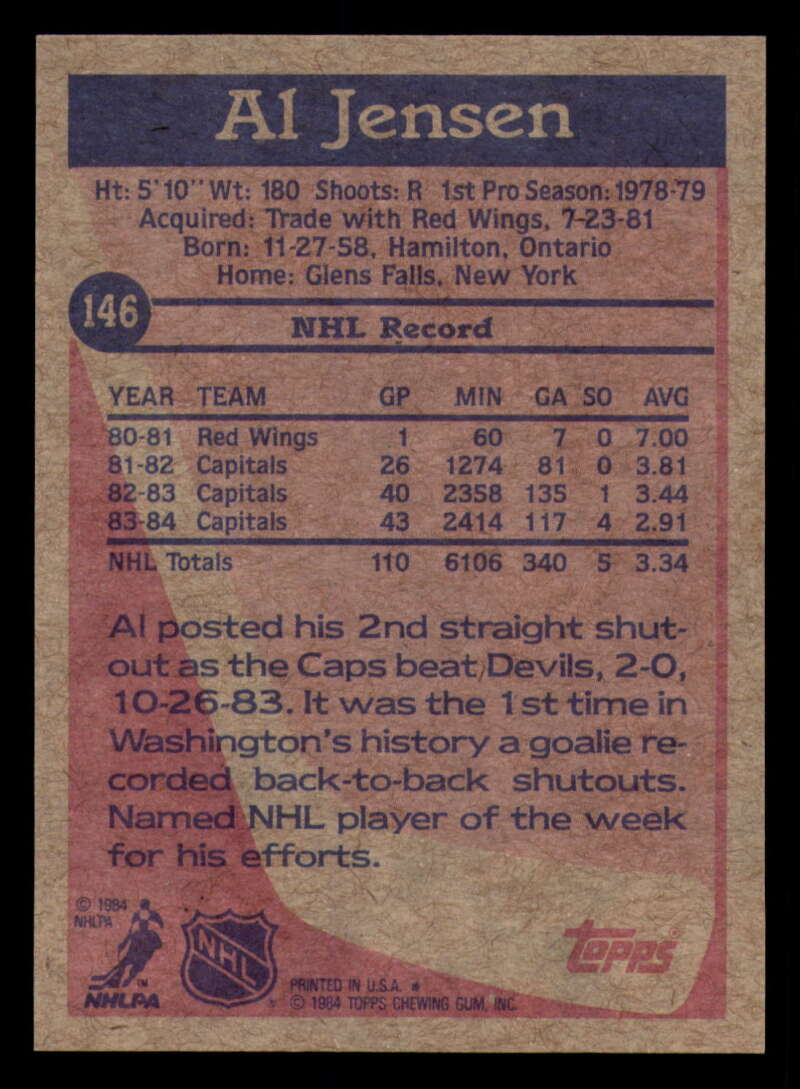 Al Jensen
Ht: 5'10" Wt: 180 Shoots: R 1st Pro Season: 1978-79
Acquired: Trade with Red Wings, 7-23-81
Born: 11-27-58, Hamilton, Ontario
Home: Glens Falls, New York
146
NHL Record
YEAR TEAM GP MIN GA SO AVG
80-81 Red Wings 1 60 7 0 7.00
81-82 Capitals 26 1274 81 0 3.81
82-83 Capitals 40 2358 135 1 3.44
83-84 Capitals 43 2414 117 4 2.91
NHL Totals 110 6106 340 5 3.34
Al posted his 2nd straight shut-
out as the Caps beat Devils, 2-0,
10-26-83. It was the 1st time in
Washington's history a goalie re-
corded back-to-back shutouts.
Named NHL player of the week
for his efforts.
© 1984
NHLPA
NHLPA
TM
NHL
topps®
PRINTED IN U.S.A. *
© 1984 TOPPS CHEWING GUM, INC.